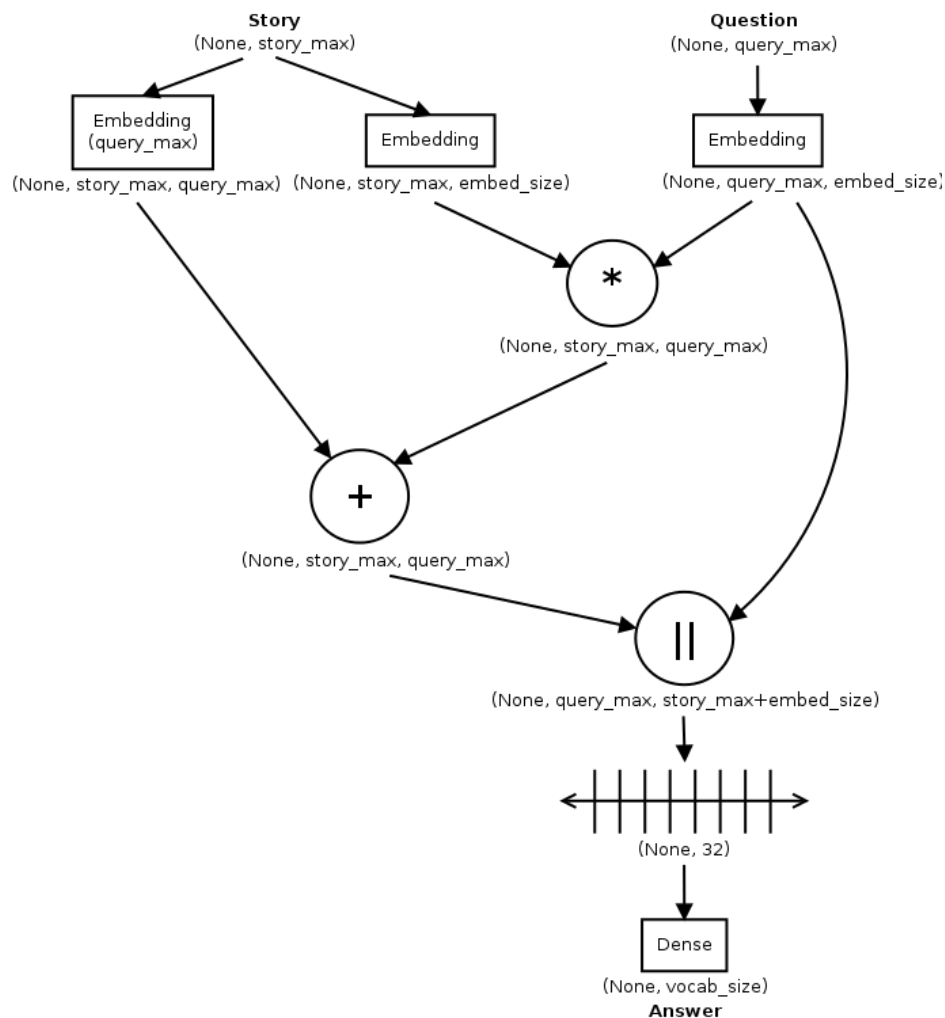 Story
(None, story_max)
Question
(None, query_max)
Embedding
(query_max)
(None, story_max, query_max)
Embedding
(None, story_max, embed_size)
Embedding
(None, query_max, embed_size)
*
(None, story_max, query_max)
+
(None, story_max, query_max)
||
(None, query_max, story_max+embed_size)
(None, 32)
Dense
(None, vocab_size)
Answer